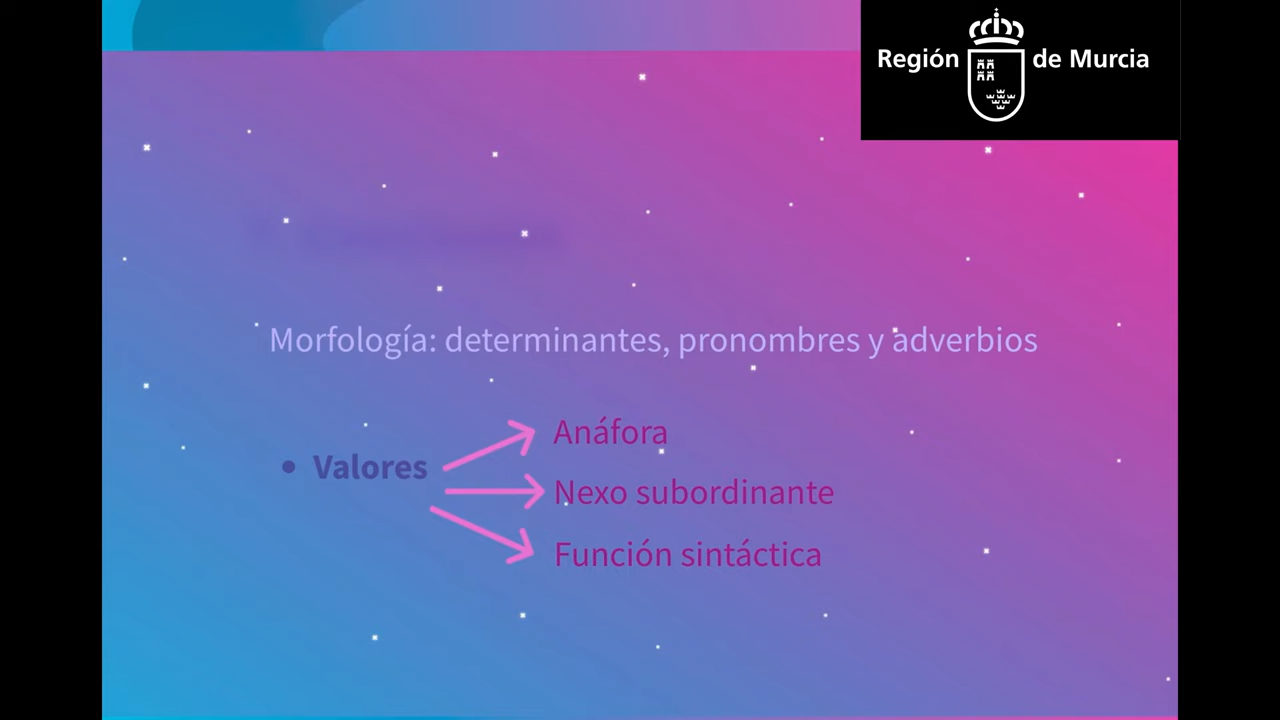 Región de Murcia
Morfología: determinantes, pronombres y adverbios
Anáfora
• Valores
Nexo subordinante
Función sintáctica